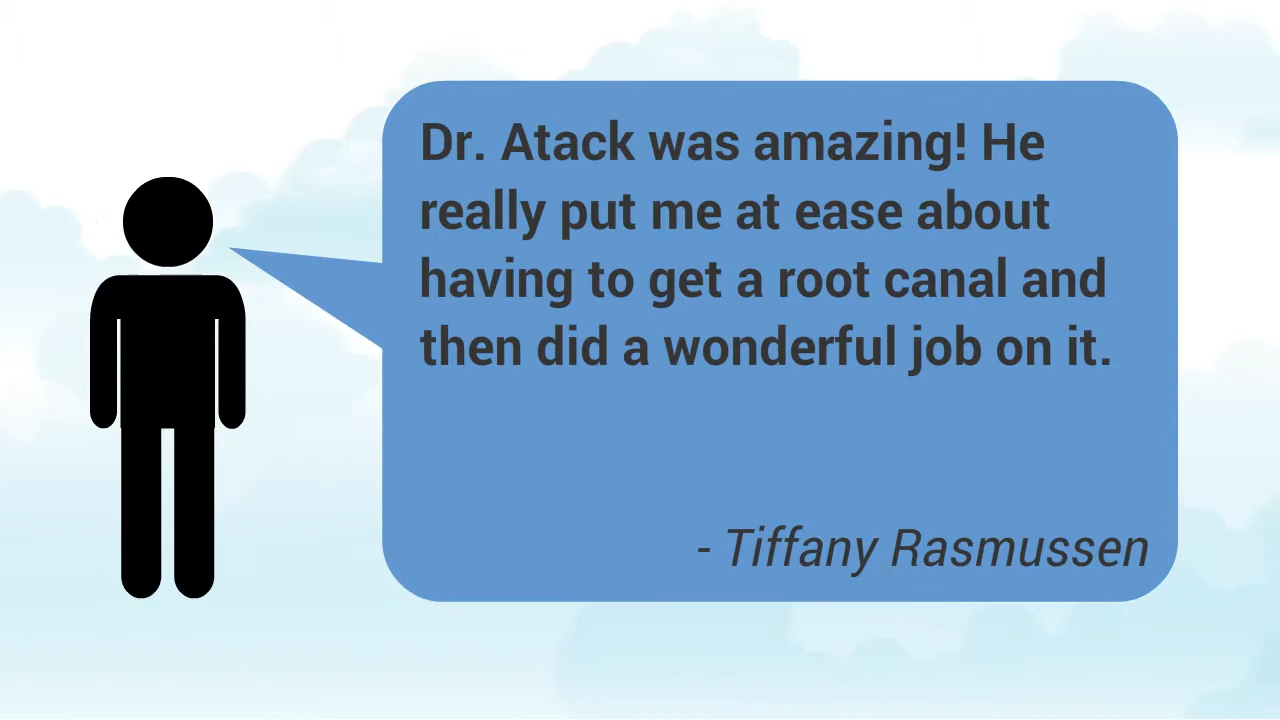 Dr. Atack was amazing! He
really put me at ease about
having to get a root canal and
then did a wonderful job on it.
- Tiffany Rasmussen